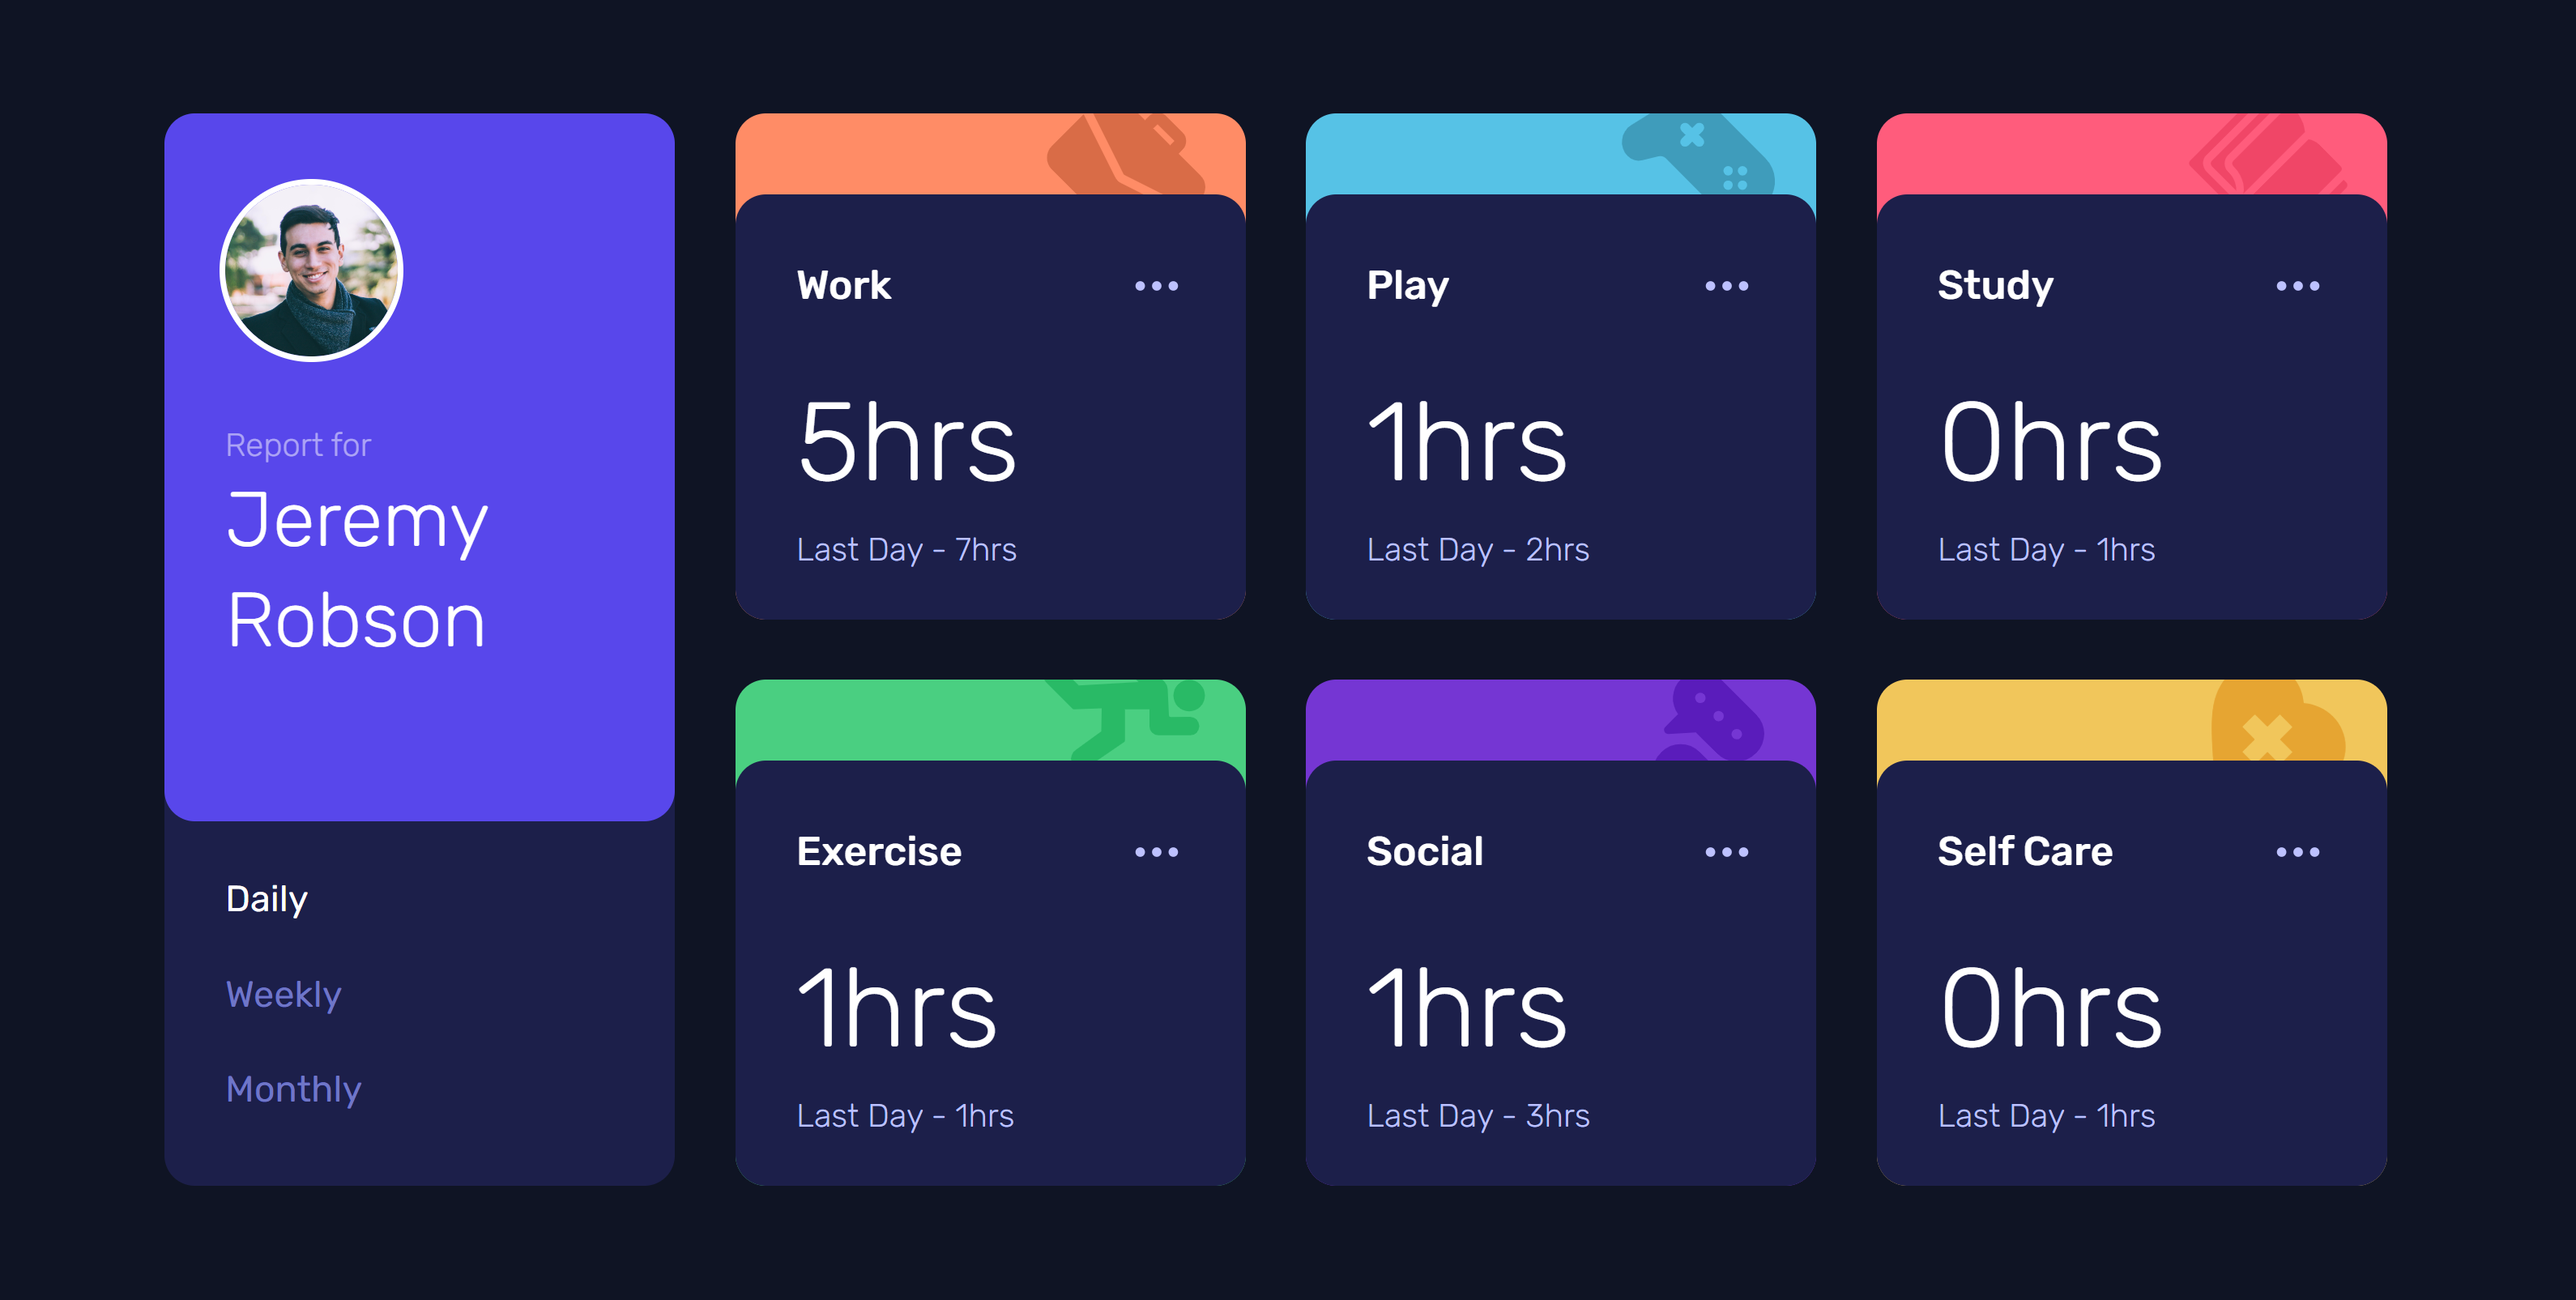 Report for
Jeremy
Robson
Daily
Weekly
Monthly
Work
5hrs
Last Day - 7hrs
Play
1hrs
Last Day - 2hrs
Study
0hrs
Last Day - 1hrs
Exercise
1hrs
Last Day - 1hrs
Social
1hrs
Last Day - 3hrs
Self Care
0hrs
Last Day - 1hrs